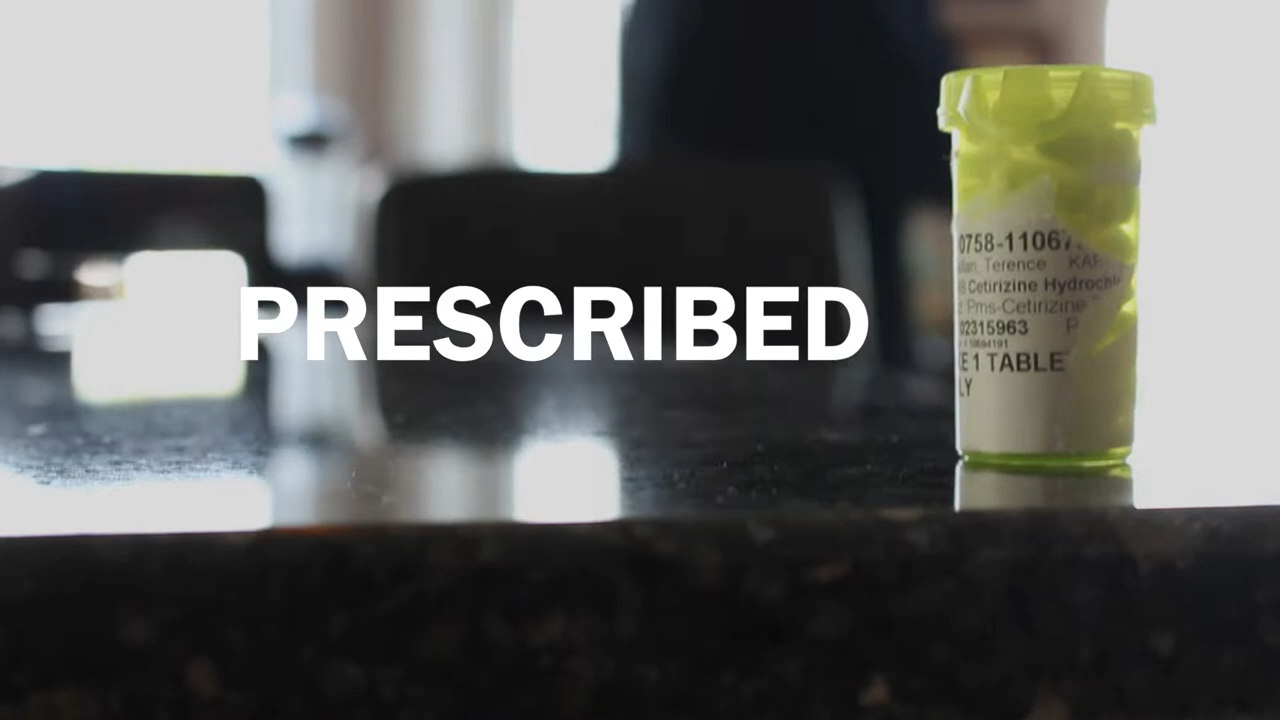 PRESCRIBED
0758-11067
Terence
Cetirizine Hydrochl
Pms-Cetirizine
02315963 P
E 1 TABLE
LY